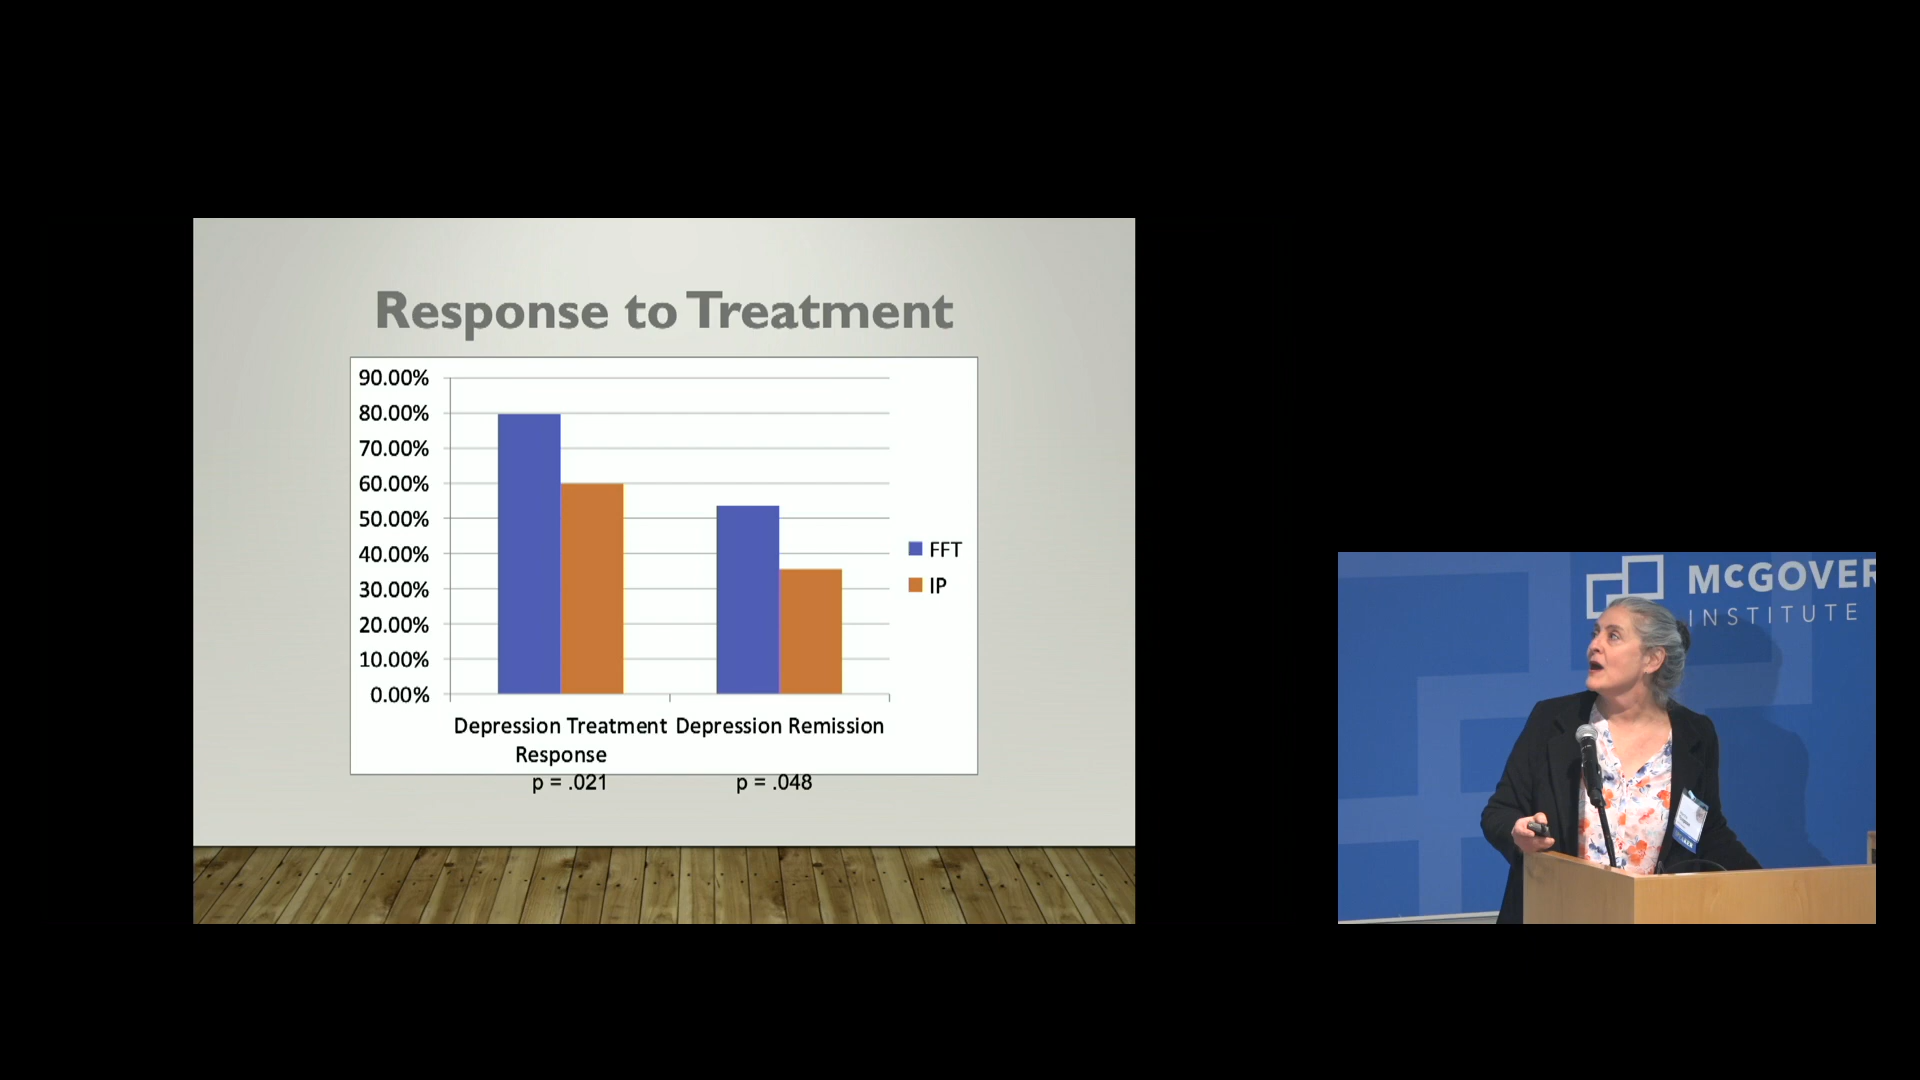 Response to Treatment
90.00%
80.00%
70.00%
60.00%
50.00%
40.00%
30.00%
20.00%
10.00%
0.00%
Depression Treatment
Response
Depression Remission
FFT
IP
p = .021
p = .048
MCGOVER
INSTITUTE